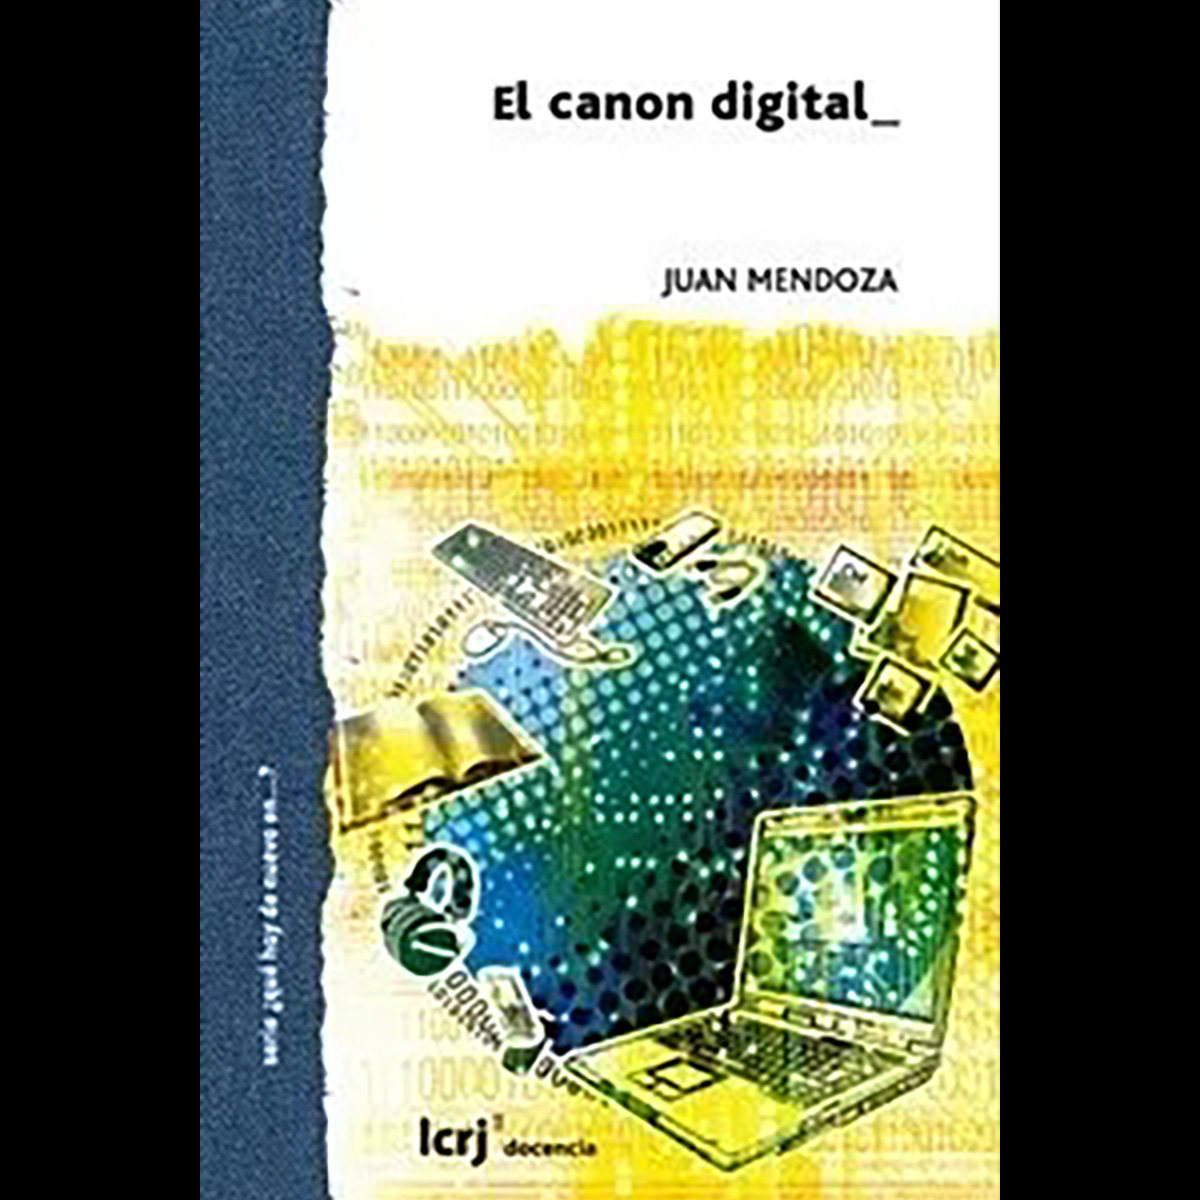 El canon digital_
JUAN MENDOZA
serie ¿qué hay de nuevo en...?
lcrj docencia